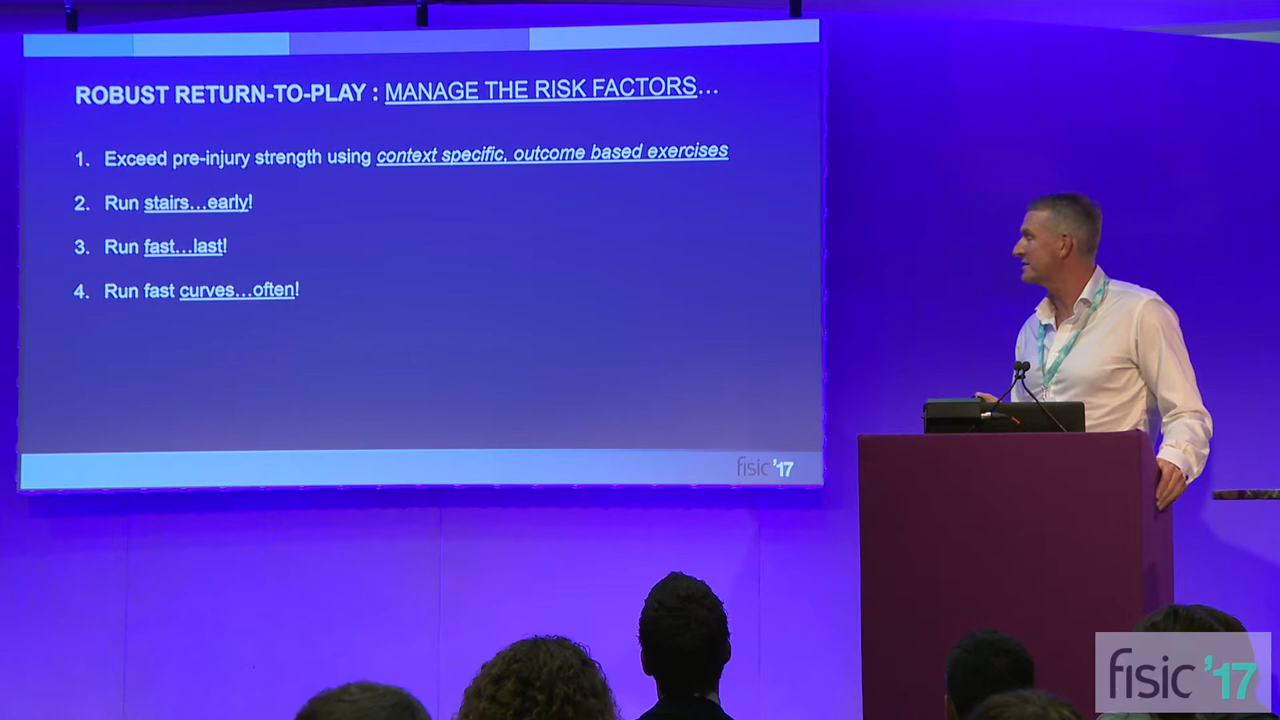 ROBUST RETURN-TO-PLAY : MANAGE THE RISK FACTORS…
1. Exceed pre-injury strength using context specific, outcome based exercises
2. Run stairs…early!
3. Run fast…last!
4. Run fast curves…often!
fisic '17
fisic '17